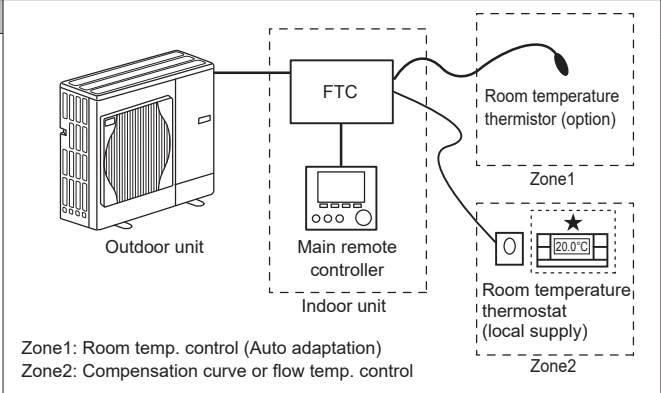 FTC
Room temperature
thermistor (option)
Zone1
Outdoor unit
Main remote
controller
Indoor unit
20.0°C
Room temperature
thermostat
(local supply)
Zone2
Zone1: Room temp. control (Auto adaptation)
Zone2: Compensation curve or flow temp. control